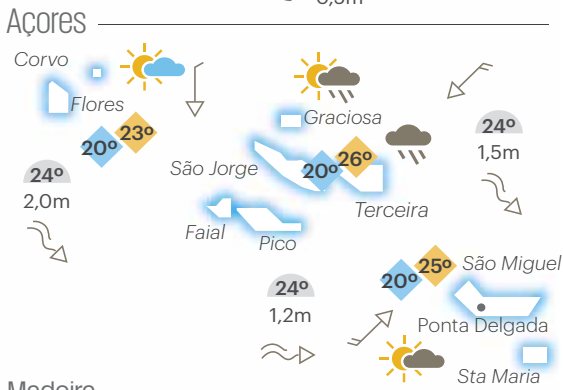 Açores
Corvo
Flores
20º 23º
24º
2,0m
Graciosa
São Jorge
20º 26º
Terceira
Faial
Pico
24º
1,5m
24º
1,2m
20º 25º
São Miguel
Ponta Delgada
Sta Maria